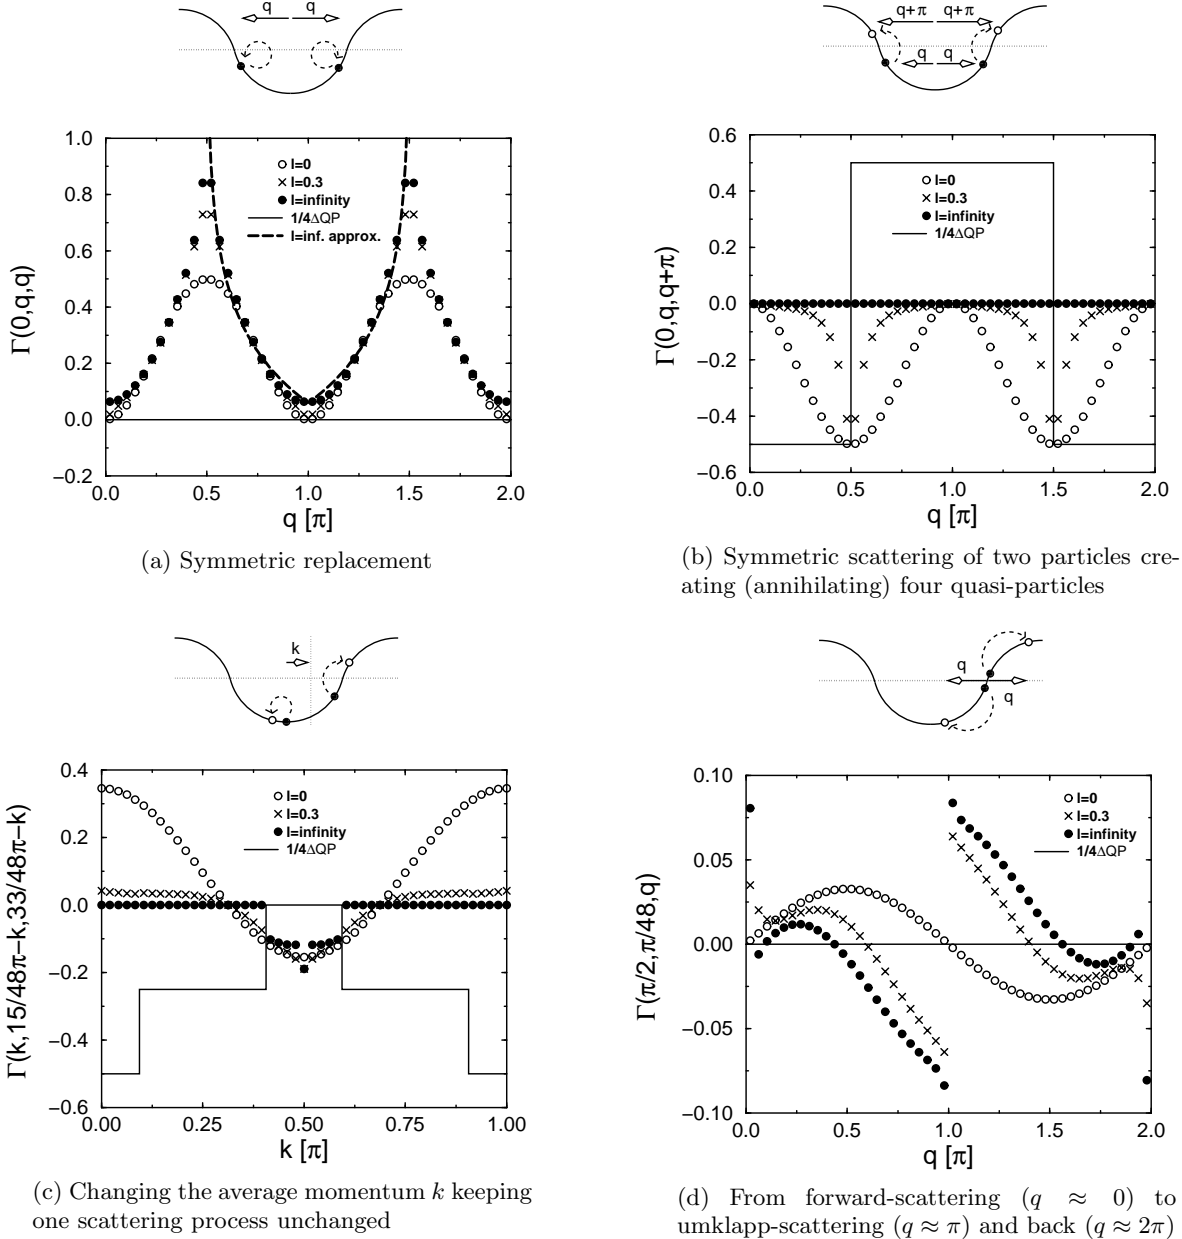 q q
Γ(0,q,q)
1.0
0.8
0.6
0.4
0.2
0.0
−0.2
l=0
l=0.3
l=infinity
1/4ΔQP
l=inf. approx.
0.0 0.5 1.0 1.5 2.0
q [π]
(a) Symmetric replacement
q+π q+π
q q
Γ(0,q,q+π)
0.6
0.4
0.2
0.0
−0.2
−0.4
−0.6
l=0
l=0.3
l=infinity
1/4ΔQP
0.0 0.5 1.0 1.5 2.0
q [π]
(b) Symmetric scattering of two particles cre-
ating (annihilating) four quasi-particles
k
Γ(k,15/48π−k,33/48π−k)
0.4
0.2
0.0
−0.2
−0.4
−0.6
l=0
l=0.3
l=infinity
1/4ΔQP
0.00 0.25 0.50 0.75 1.00
k [π]
(c) Changing the average momentum k keeping
one scattering process unchanged
q
q
Γ(π/2,π/48,q)
0.10
0.05
0.00
−0.05
−0.10
l=0
l=0.3
l=infinity
1/4ΔQP
0.0 0.5 1.0 1.5 2.0
q [π]
(d) From forward-scattering (q ≈ 0) to
umklapp-scattering (q ≈ π) and back (q ≈ 2π)